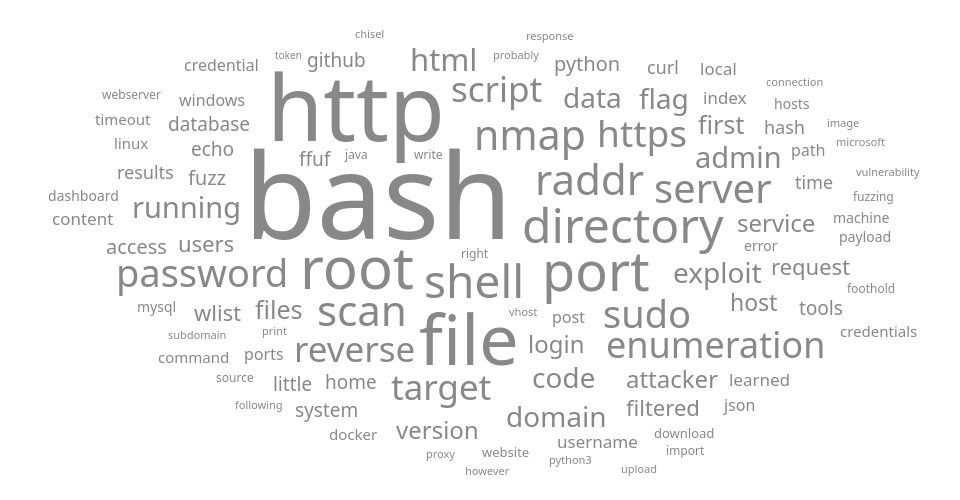 chisel
response
token
github
html
probably
credential
python
curl
local
connection
http
script
webserver
windows
data
flag
index
hosts
timeout
database
nmap
https
first
hash
image
linux
echo
ffuf
java
write
admin
path
microsoft
results
fuzz
bash
raddr
server
time
vulnerability
dashboard
running
fuzzing
content
directory
service
machine
access
users
right
error
payload
password
root
shell
port
exploit
request
foothold
mysql
wlist
files
scan
vhost
post
sudo
host
tools
subdomain
print
file
credentials
command
ports
reverse
login
enumeration
source
little
home
target
code
attacker
learned
following
system
domain
filtered
json
docker
version
username
download
proxy
website
import
however
python3
upload